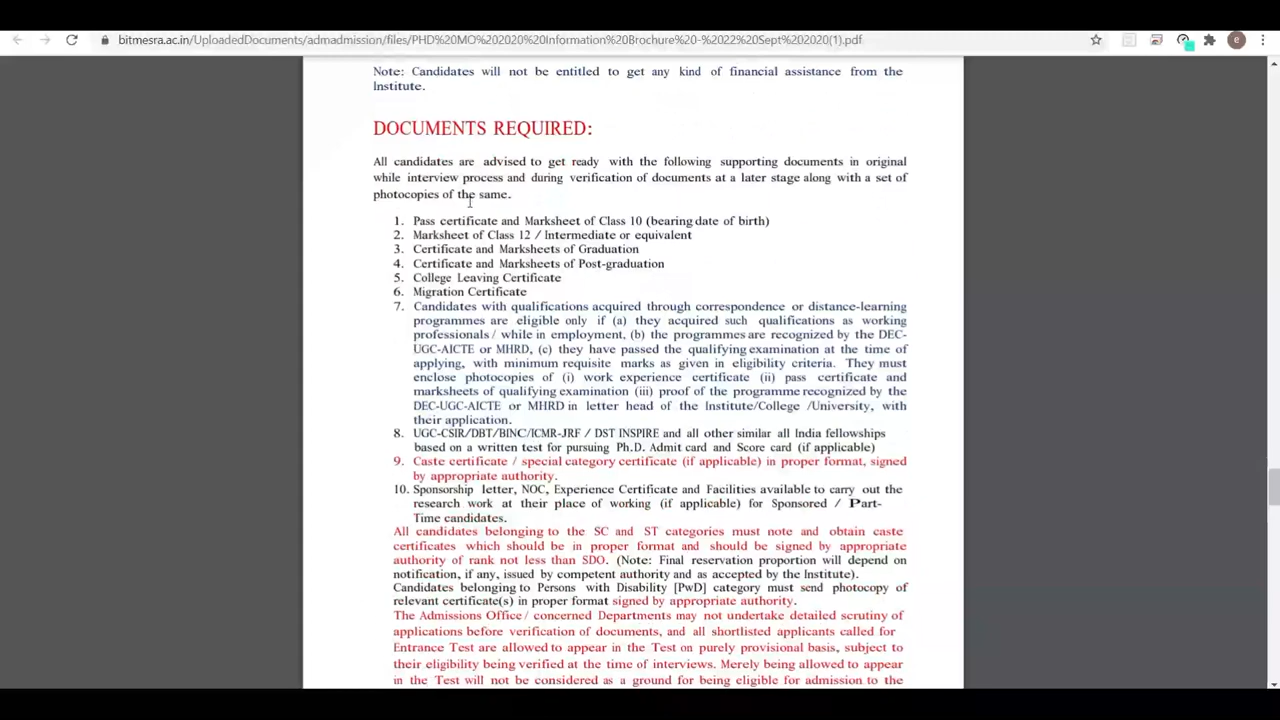 bitmesra.ac.in/UploadedDocuments/admadmission/files/PHD%20MO%202020%20Information%20Brochure%20-%2022%20Sept%202020(1).pdf
e
Note: Candidates will not be entitled to get any kind of financial assistance from the
Institute.
DOCUMENTS REQUIRED:
All candidates are advised to get ready with the following supporting documents in original
while interview process and during verification of documents at a later stage along with a set of
photocopies of the same.
1. Pass certificate and Marksheet of Class 10 (bearing date of birth)
2. Marksheet of Class 12 / Intermediate or equivalent
3. Certificate and Marksheets of Graduation
4. Certificate and Marksheets of Post-graduation
5. College Leaving Certificate
6. Migration Certificate
7. Candidates with qualifications acquired through correspondence or distance-learning
programmes are eligible only if (a) they acquired such qualifications as working
professionals / while in employment, (b) the programmes are recognized by the DEC-
UGC-AICTE or MHRD, (c) they have passed the qualifying examination at the time of
applying, with minimum requisite marks as given in eligibility criteria. They must
enclose photocopies of (i) work experience certificate (ii) pass certificate and
marksheets of qualifying examination (iii) proof of the programme recognized by the
DEC-UGC-AICTE or MHRD in letter head of the Institute/College /University, with
their application.
8. UGC-CSIR/DBT/BINC/ICMR-JRF / DST INSPIRE and all other similar all India fellowships
based on a written test for pursuing Ph.D. Admit card and Score card (if applicable)
9. Caste certificate / special category certificate (if applicable) in proper format, signed
by appropriate authority.
10. Sponsorship letter, NOC, Experience Certificate and Facilities available to carry out the
research work at their place of working (if applicable) for Sponsored / Part-
Time candidates.
All candidates belonging to the SC and ST categories must note and obtain caste
certificates which should be in proper format and should be signed by appropriate
authority of rank not less than SDO. (Note: Final reservation proportion will depend on
notification, if any, issued by competent authority and as accepted by the Institute).
Candidates belonging to Persons with Disability [PwD] category must send photocopy of
relevant certificate(s) in proper format signed by appropriate authority.
The Admissions Office / concerned Departments may not undertake detailed scrutiny of
applications before verification of documents, and all shortlisted applicants called for
Entrance Test are allowed to appear in the Test on purely provisional basis, subject to
their eligibility being verified at the time of interviews. Merely being allowed to appear
in the Test will not be considered as a ground for being eligible for admission to the